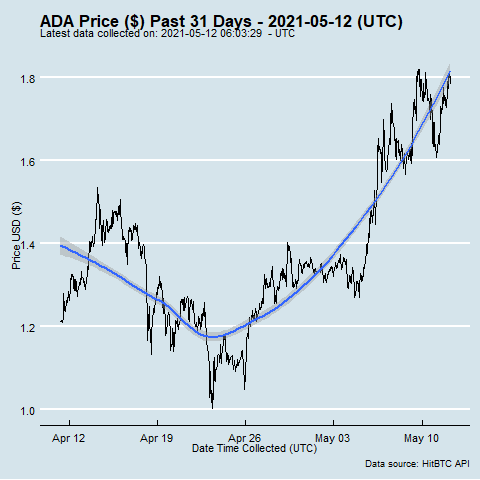 ADA Price ($) Past 31 Days - 2021-05-12 (UTC)
Latest data collected on: 2021-05-12 06:03:29 - UTC
1.8
1.6
1.4
1.2
1.0
Price USD ($)
Apr 12 Apr 19 Apr 26 May 03 May 10
Date Time Collected (UTC)
Data source: HitBTC API